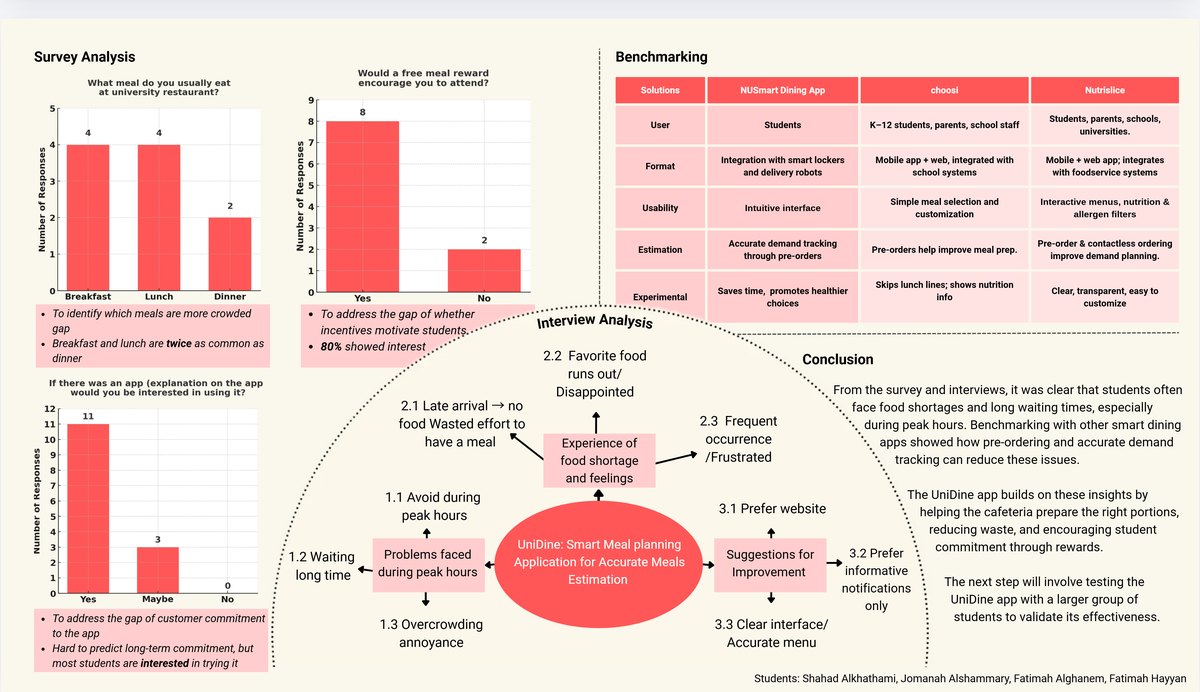 Survey Analysis
What meal do you usually eat
at university restaurant?
Number of Responses
5
4
3
2
1
0
4
4
2
Breakfast
Lunch
Dinner
• To identify which meals are more crowded
gap
• Breakfast and lunch are twice as common as
dinner
Would a free meal reward
encourage you to attend?
Number of Responses
9
8
7
6
5
4
3
2
1
0
8
2
Yes
No
• To address the gap of whether
incentives motivate students.
• 80% showed interest
If there was an app (explanation on the app
would you be interested in using it?
Number of Responses
12
11
10
9
8
7
6
5
4
3
2
1
0
11
3
0
Yes
Maybe
No
• To address the gap of customer commitment
to the app
• Hard to predict long-term commitment, but
most students are interested in trying it
Benchmarking
Solutions
NUSmart Dining App
choosi
Nutrislice
User
Students
K–12 students, parents, school staff
Students, parents, schools,
universities.
Format
Integration with smart lockers
and delivery robots
Mobile app + web, integrated with
school systems
Mobile + web app; integrates
with foodservice systems
Usability
Intuitive interface
Simple meal selection and
customization
Interactive menus, nutrition &
allergen filters
Estimation
Accurate demand tracking
through pre-orders
Pre-orders help improve meal prep.
Pre-order & contactless ordering
improve demand planning.
Experimental
Saves time, promotes healthier
choices
Skips lunch lines; shows nutrition
info
Clear, transparent, easy to
customize
Interview Analysis
2.2 Favorite food
runs out/
Disappointed
2.1 Late arrival → no
food Wasted effort to
have a meal
2.3 Frequent
occurrence
/Frustrated
Experience of
food shortage
and feelings
1.1 Avoid during
peak hours
1.2 Waiting
long time
Problems faced
during peak hours
1.3 Overcrowding
annoyance
UniDine: Smart Meal planning
Application for Accurate Meals
Estimation
3.1 Prefer website
Suggestions for
Improvement
3.2 Prefer
informative
notifications
only
3.3 Clear interface/
Accurate menu
Conclusion
From the survey and interviews, it was clear that students often
face food shortages and long waiting times, especially
during peak hours. Benchmarking with other smart dining
apps showed how pre-ordering and accurate demand
tracking can reduce these issues.
The UniDine app builds on these insights by
helping the cafeteria prepare the right portions,
reducing waste, and encouraging student
commitment through rewards.
The next step will involve testing the
UniDine app with a larger group of
students to validate its effectiveness.
Students: Shahad Alkhathami, Jomanah Alshammary, Fatimah Alghanem, Fatimah Hayyan